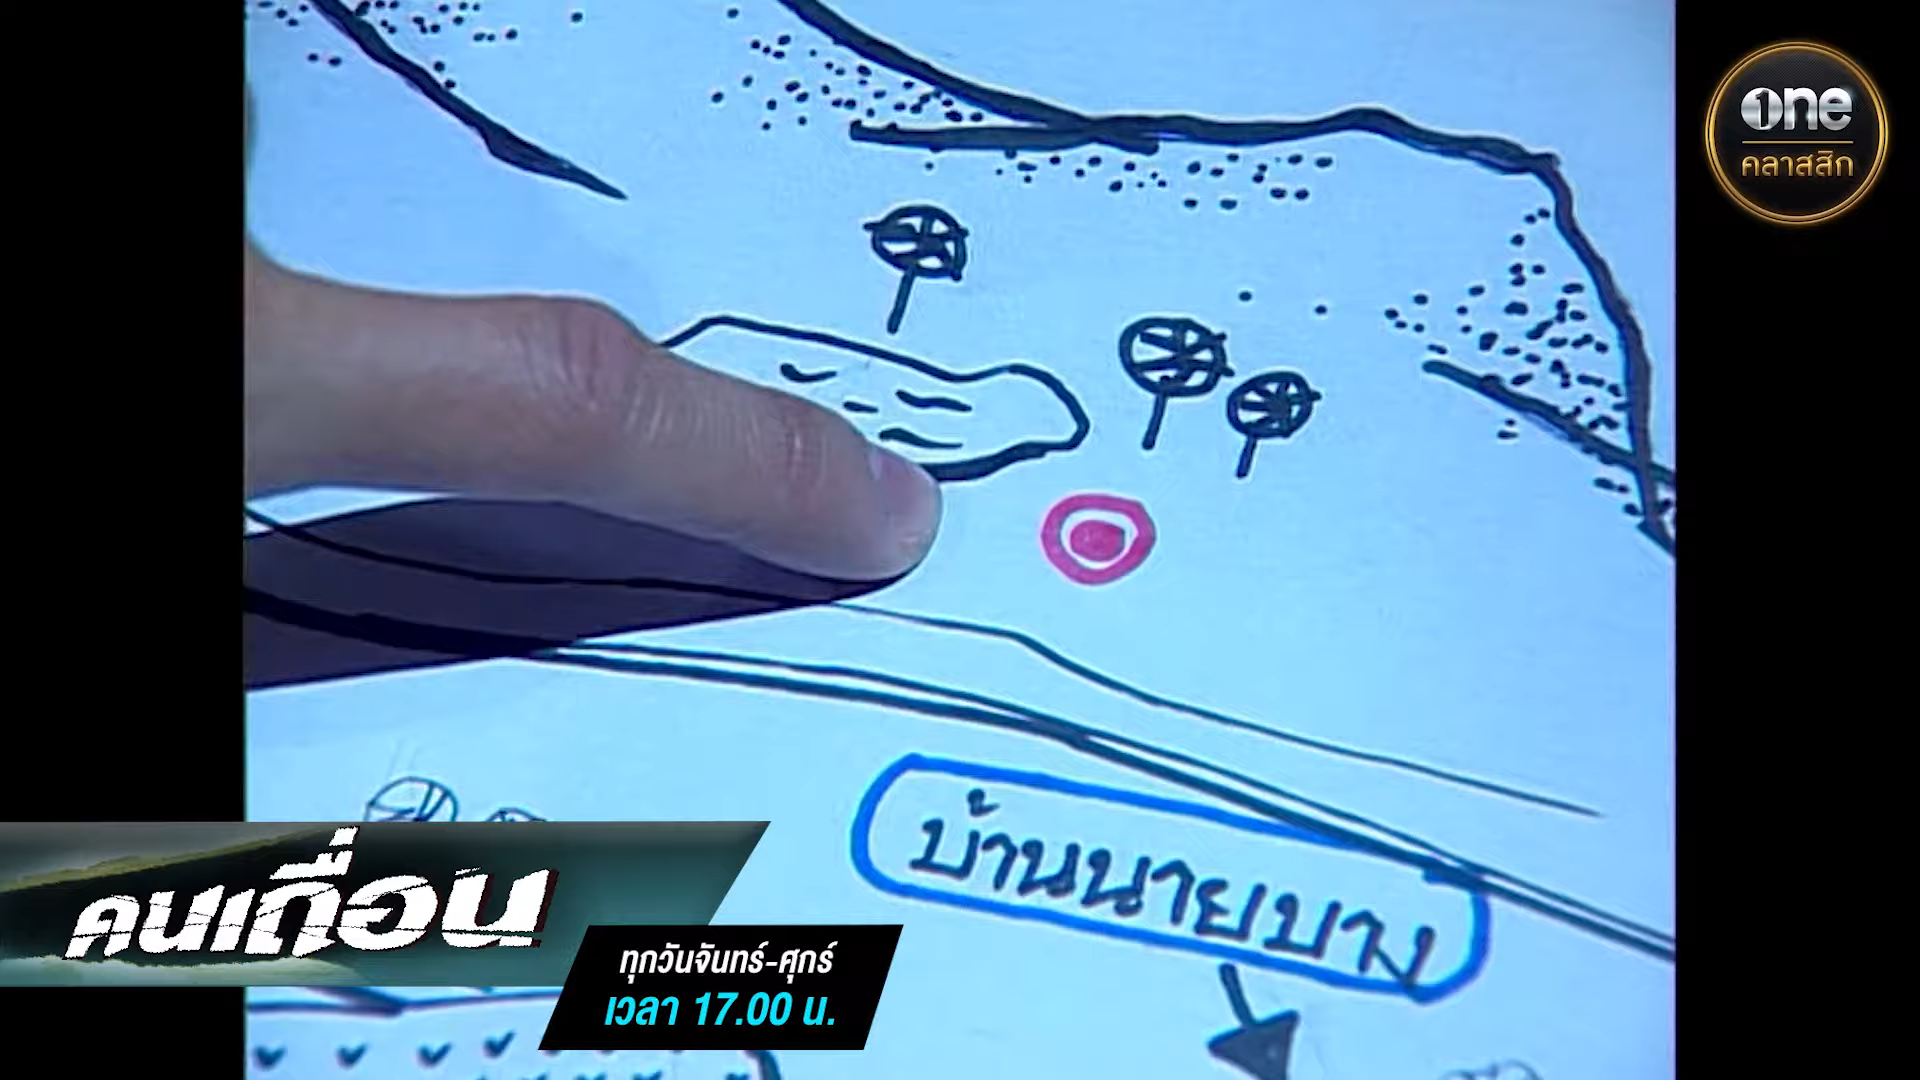 one
คลาสสิก
บ้านนายบาง
คนเถื่อน
ทุกวันจันทร์-ศุกร์
เวลา 17.00 น.